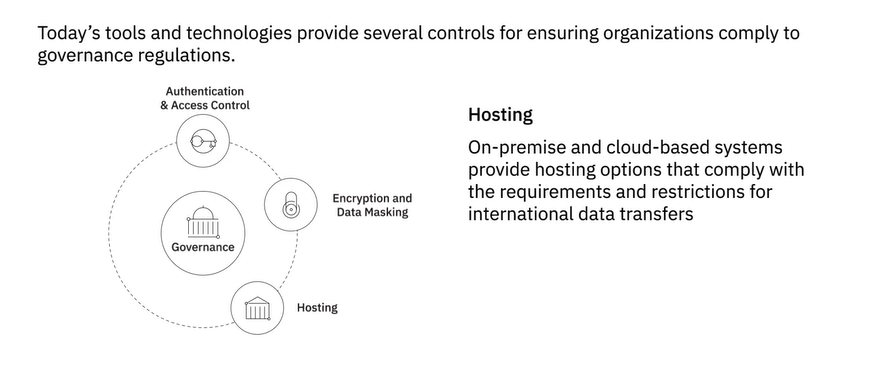 Today’s tools and technologies provide several controls for ensuring organizations comply to
governance regulations.
Authentication
& Access Control
Encryption and
Data Masking
Governance
Hosting
Hosting
On-premise and cloud-based systems
provide hosting options that comply with
the requirements and restrictions for
international data transfers